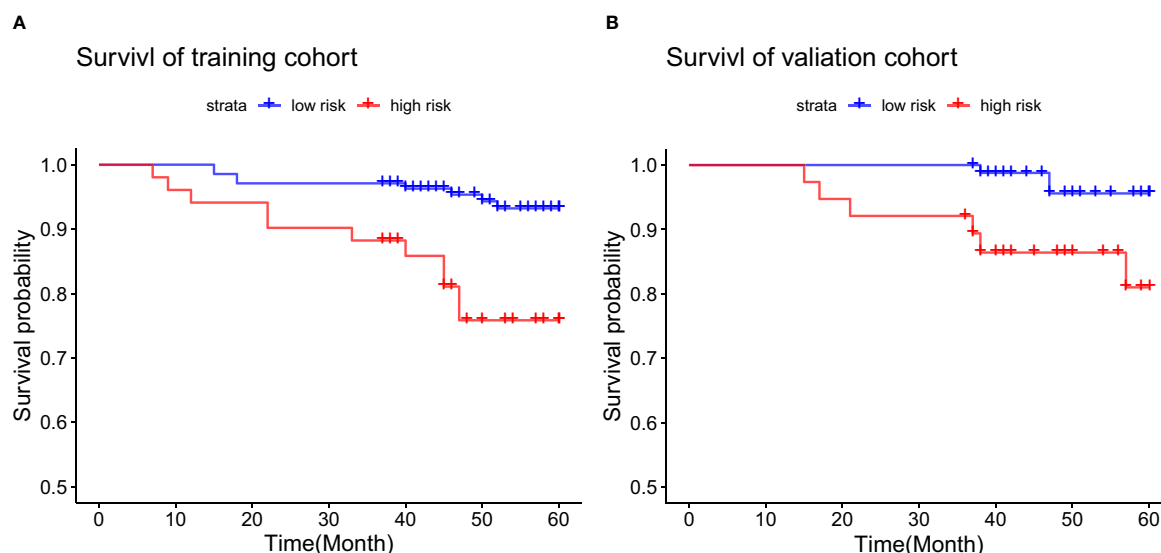 A
Survivl of training cohort
strata low risk high risk
1.0
0.9
0.8
0.7
0.6
0.5
Survival probability
0 10 20 30 40 50 60
Time(Month)
B
Survivl of valiation cohort
strata low risk high risk
1.0
0.9
0.8
0.7
0.6
0.5
Survival probability
0 10 20 30 40 50 60
Time(Month)